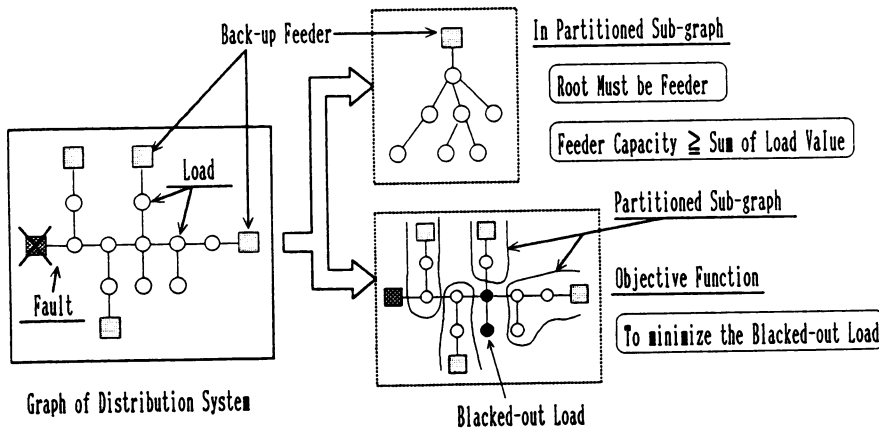 Back-up Feeder
In Partitioned Sub-graph
Root Must be Feeder
Feeder Capacity ≧ Sum of Load Value
Load
Fault
Partitioned Sub-graph
Objective Function
To minimize the Blacked-out Load
Graph of Distribution System
Blacked-out Load